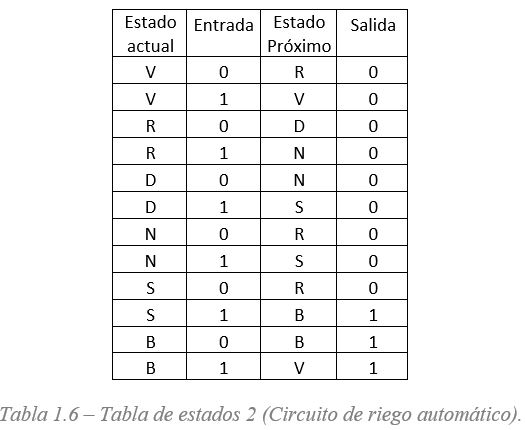 Estado actual Entrada Estado Próximo Salida
V 0 R 0
V 1 V 0
R 0 D 0
R 1 N 0
D 0 N 0
D 1 S 0
N 0 R 0
N 1 S 0
S 0 R 0
S 1 B 1
B 0 B 1
B 1 V 1
Tabla 1.6 – Tabla de estados 2 (Circuito de riego automático).